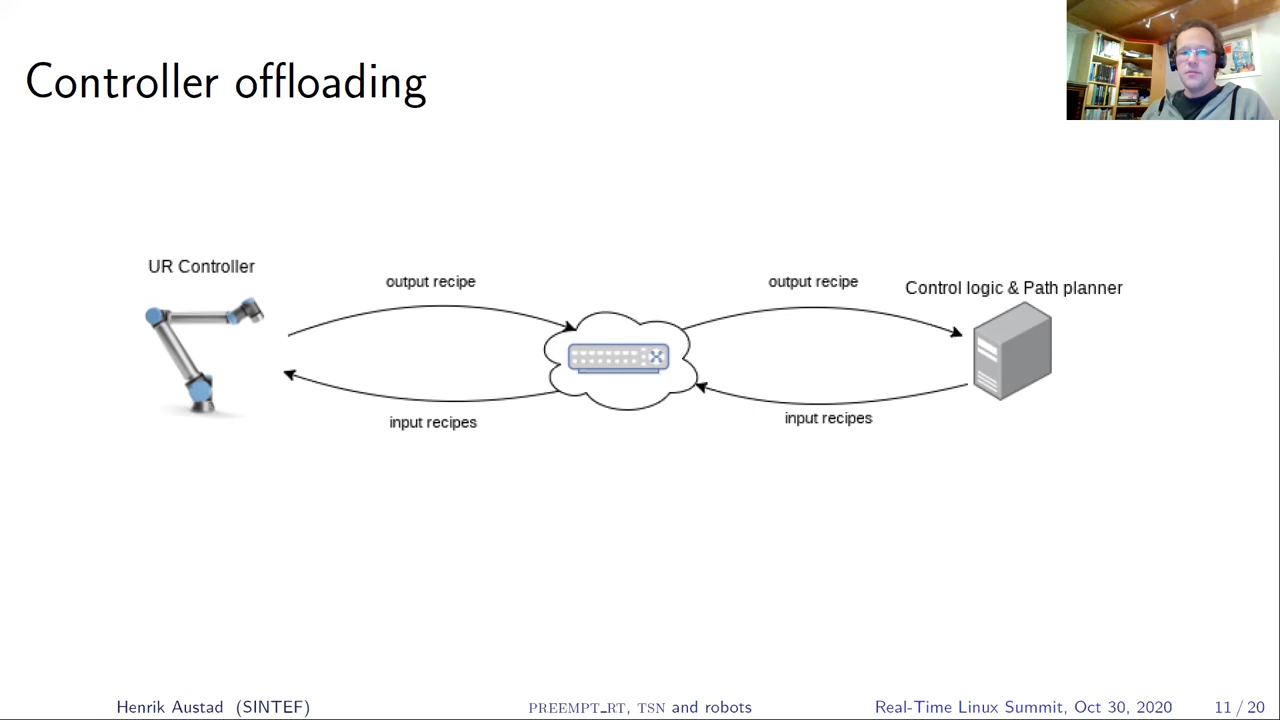 Controller offloading
UR Controller
output recipe
output recipe
Control logic & Path planner
input recipes
input recipes
Henrik Austad (SINTEF)
PREEMPT_RT, TSN and robots
Real-Time Linux Summit, Oct 30, 2020
11 / 20